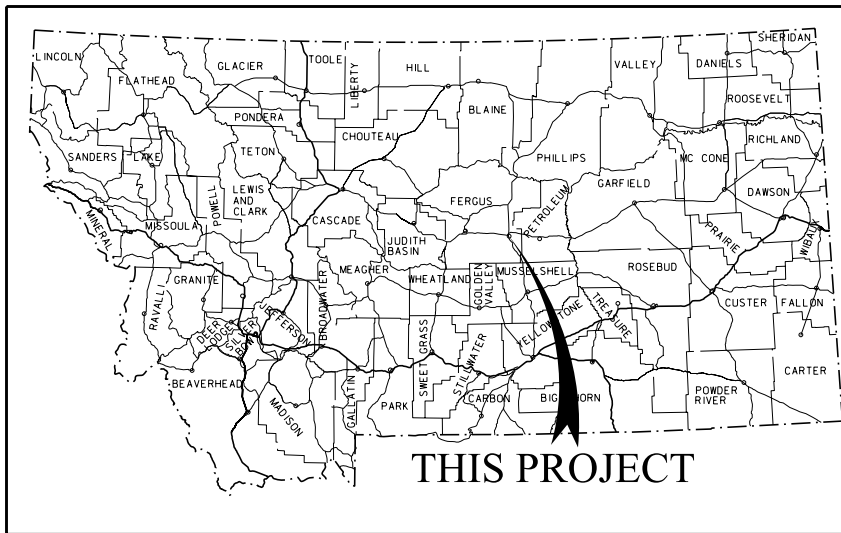 SHERIDAN
LINCOLN
GLACIER
TOOLE
LIBERTY
HILL
VALLEY
DANIELS
FLATHEAD
ROOSEVELT
PONDERA
BLAINE
CHOUTEAU
RICHLAND
SANDERS
LAKE
TETON
PHILLIPS
MC CONE
LEWIS
AND
CLARK
POWELL
FERGUS
PETROLEUM
GARFIELD
DAWSON
MINERAL
MISSOULA
CASCADE
JUDITH
BASIN
PRAIRIE
WIBAUX
GRANITE
MEAGHER
WHEATLAND
GOLDEN
VALLEY
MUSSELSHELL
ROSEBUD
RAVALLI
DEER
LODGE
SILVER
BOW
JEFFERSON
BROADWATER
YELLOWSTONE
TREASURE
CUSTER
FALLON
BEAVERHEAD
MADISON
GALLATIN
PARK
SWEET GRASS
STILLWATER
CARBON
BIG HORN
POWDER
RIVER
CARTER
THIS PROJECT